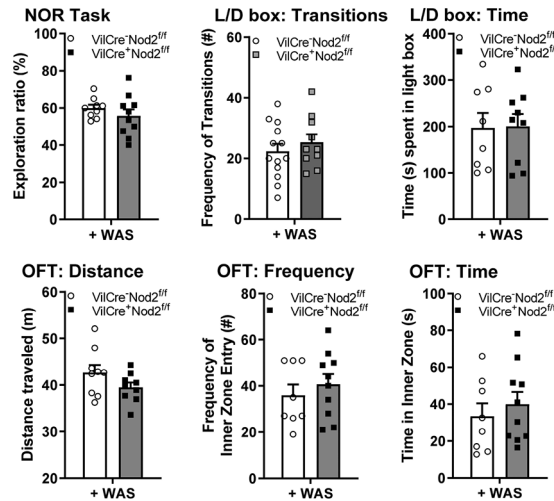 NOR Task
VilCre⁻Nod2ᶠ/ᶠ
VilCre⁺Nod2ᶠ/ᶠ
Exploration ratio (%)
100
80
60
40
20
0
+ WAS
L/D box: Transitions
VilCre⁻Nod2ᶠ/ᶠ
VilCre⁺Nod2ᶠ/ᶠ
Frequency of Transitions (#)
60
40
20
0
+ WAS
L/D box: Time
VilCre⁻Nod2ᶠ/ᶠ
VilCre⁺Nod2ᶠ/ᶠ
Time (s) spent in light box
400
300
200
100
0
+ WAS
OFT: Distance
VilCre⁻Nod2ᶠ/ᶠ
VilCre⁺Nod2ᶠ/ᶠ
Distance traveled (m)
60
50
40
30
20
+ WAS
OFT: Frequency
VilCre⁻Nod2ᶠ/ᶠ
VilCre⁺Nod2ᶠ/ᶠ
Frequency of
Inner Zone Entry (#)
80
60
40
20
0
+ WAS
OFT: Time
VilCre⁻Nod2ᶠ/ᶠ
VilCre⁺Nod2ᶠ/ᶠ
Time in Inner Zone (s)
100
80
60
40
20
0
+ WAS